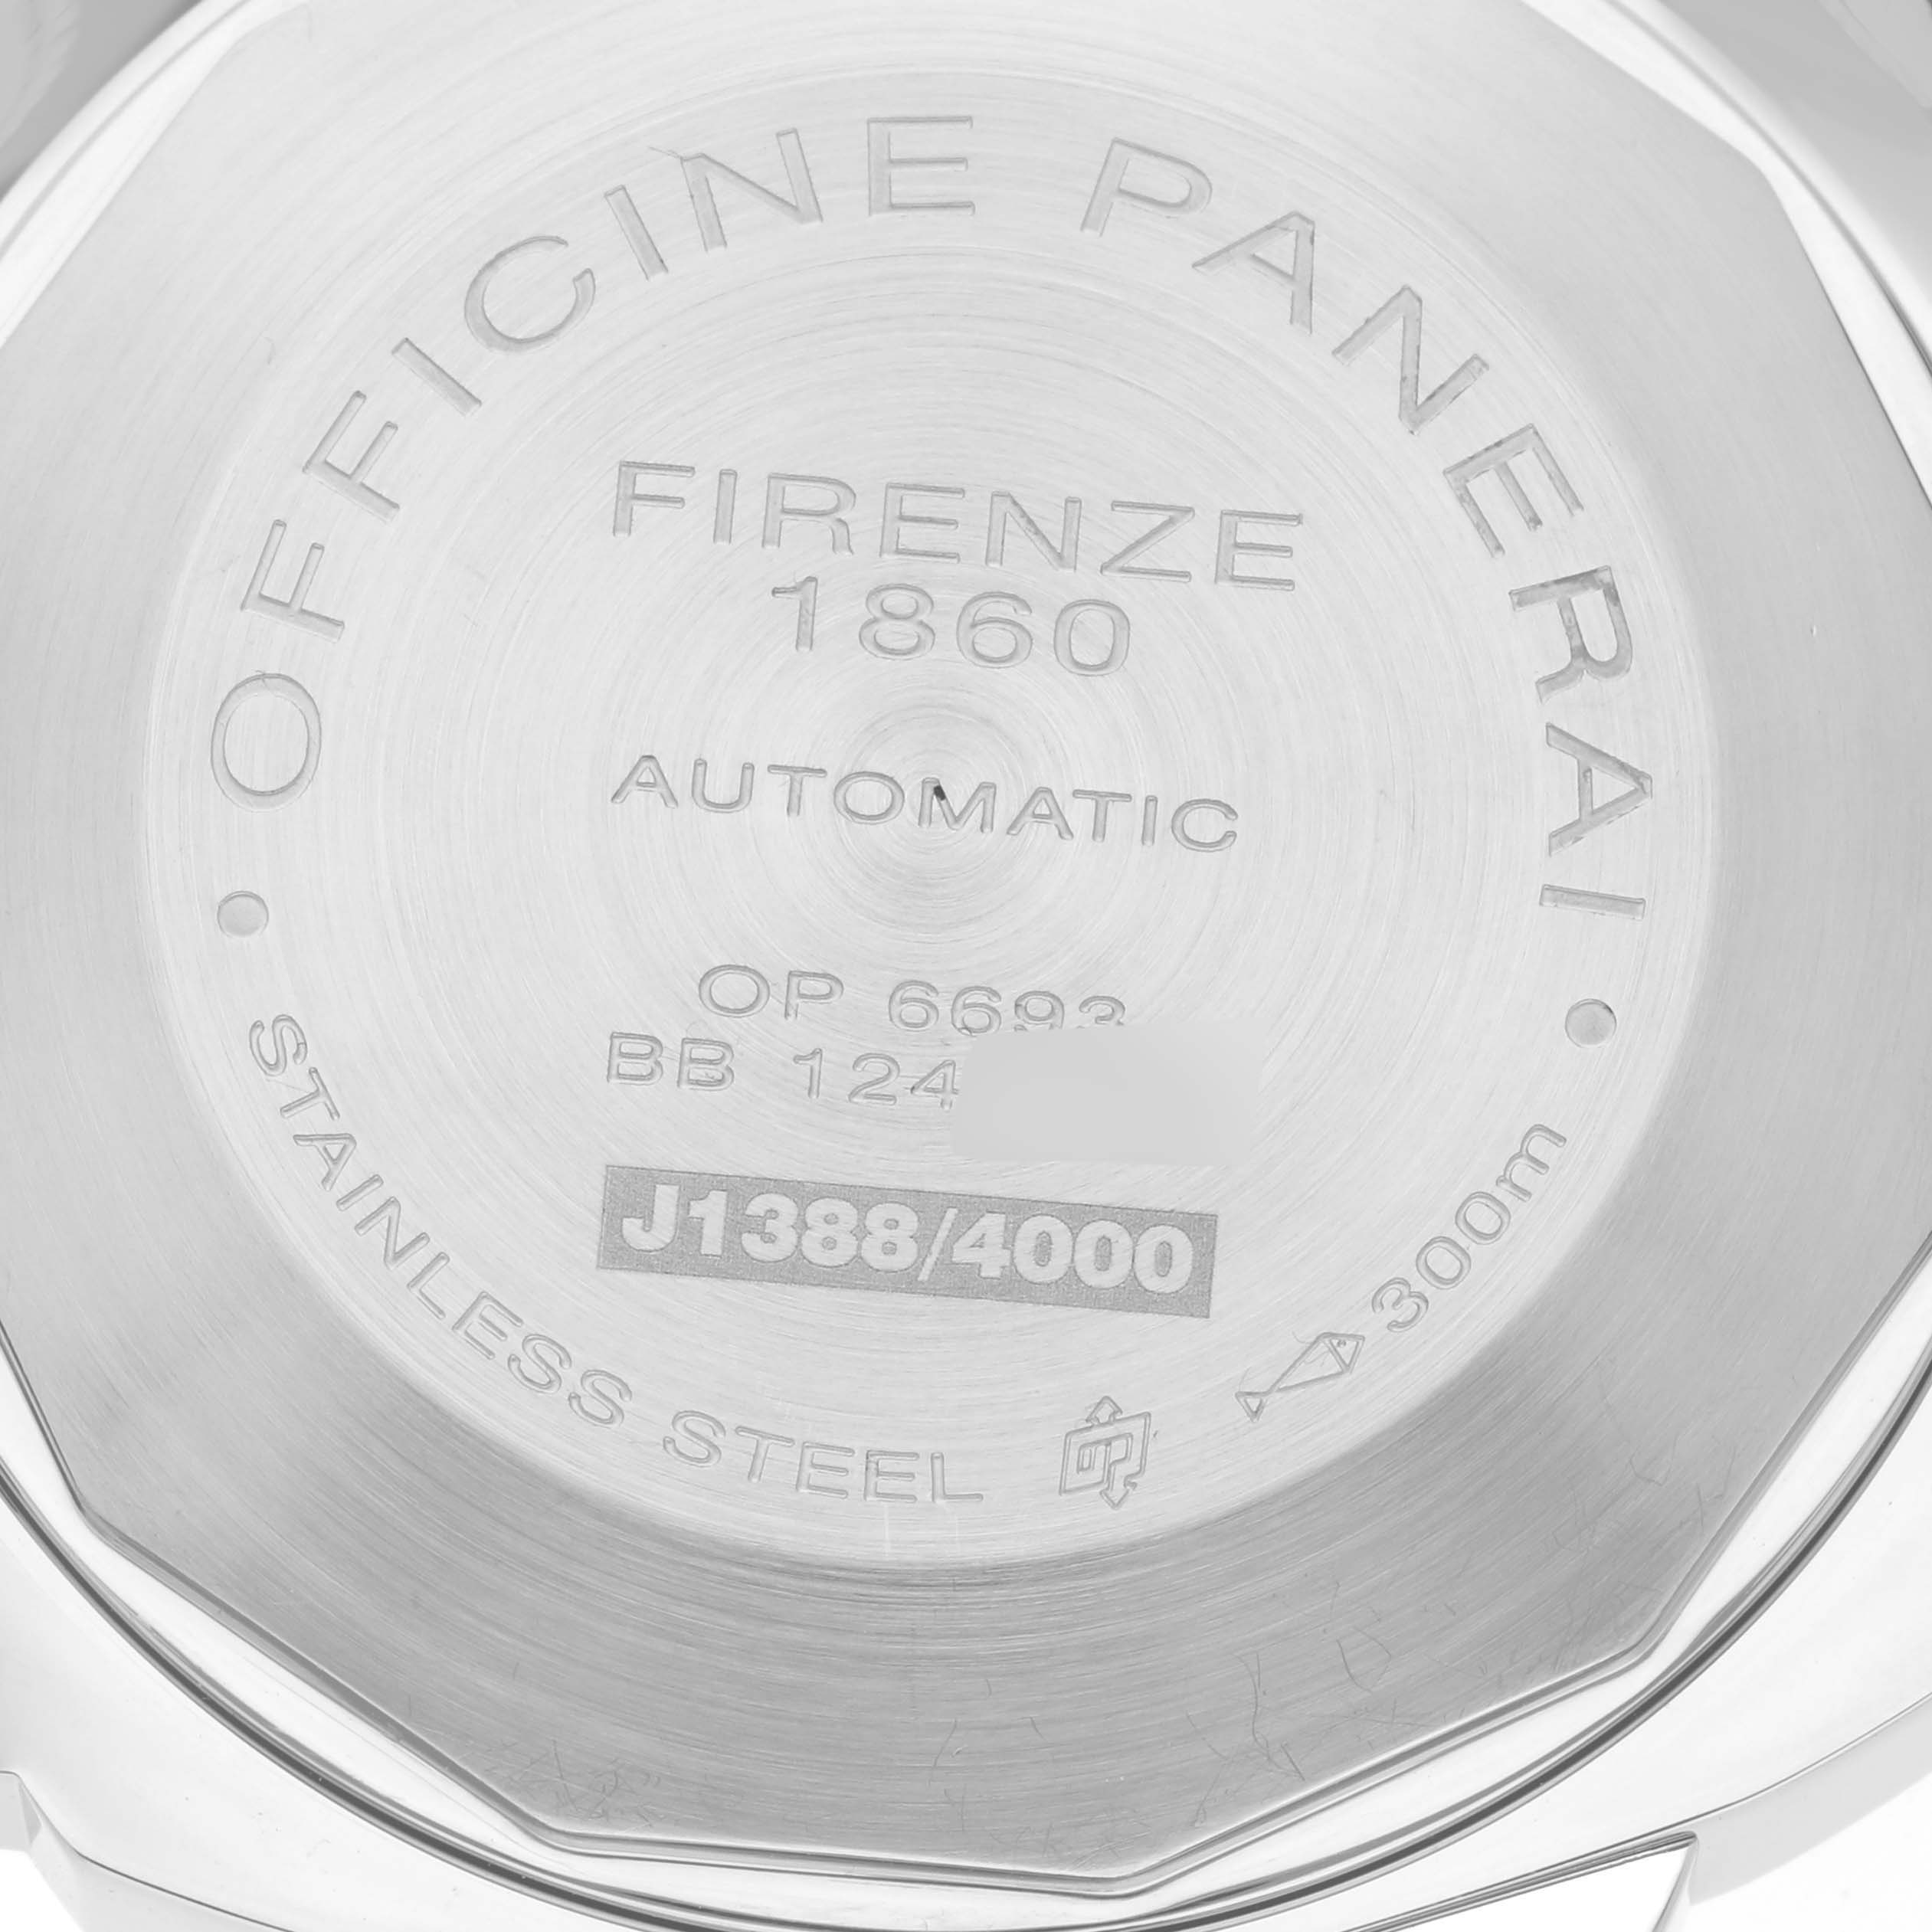 OFFICINE PANERAI
FIRENZE
1860
AUTOMATIC
OP 6693
BB 124
J1388/4000
STAINLESS STEEL
300m